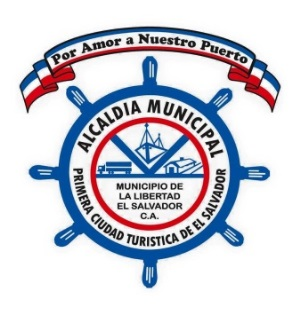 Por Amor a Nuestro Puerto
ALCALDIA MUNICIPAL
MUNICIPIO DE
LA LIBERTAD
EL SALVADOR
C.A.
PRIMERA CIUDAD TURISTICA DE EL SALVADOR